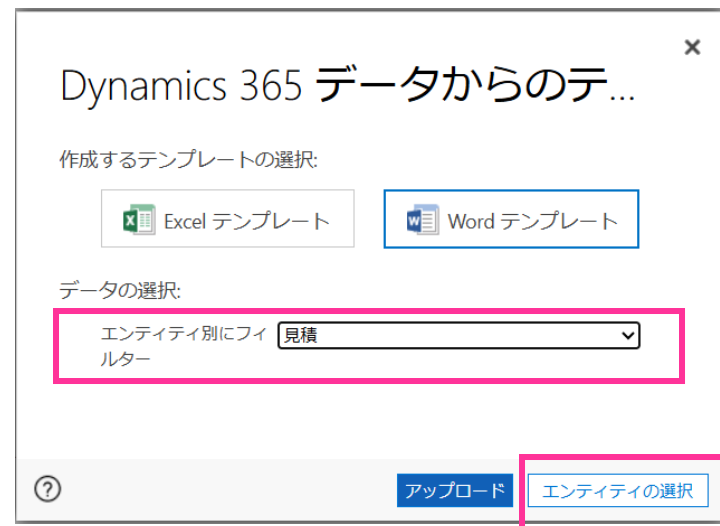 Dynamics 365 データからのテ...
作成するテンプレートの選択:
Excel テンプレート
Word テンプレート
データの選択:
エンティティ別にフィ
ルター
見積
アップロード
エンティティの選択